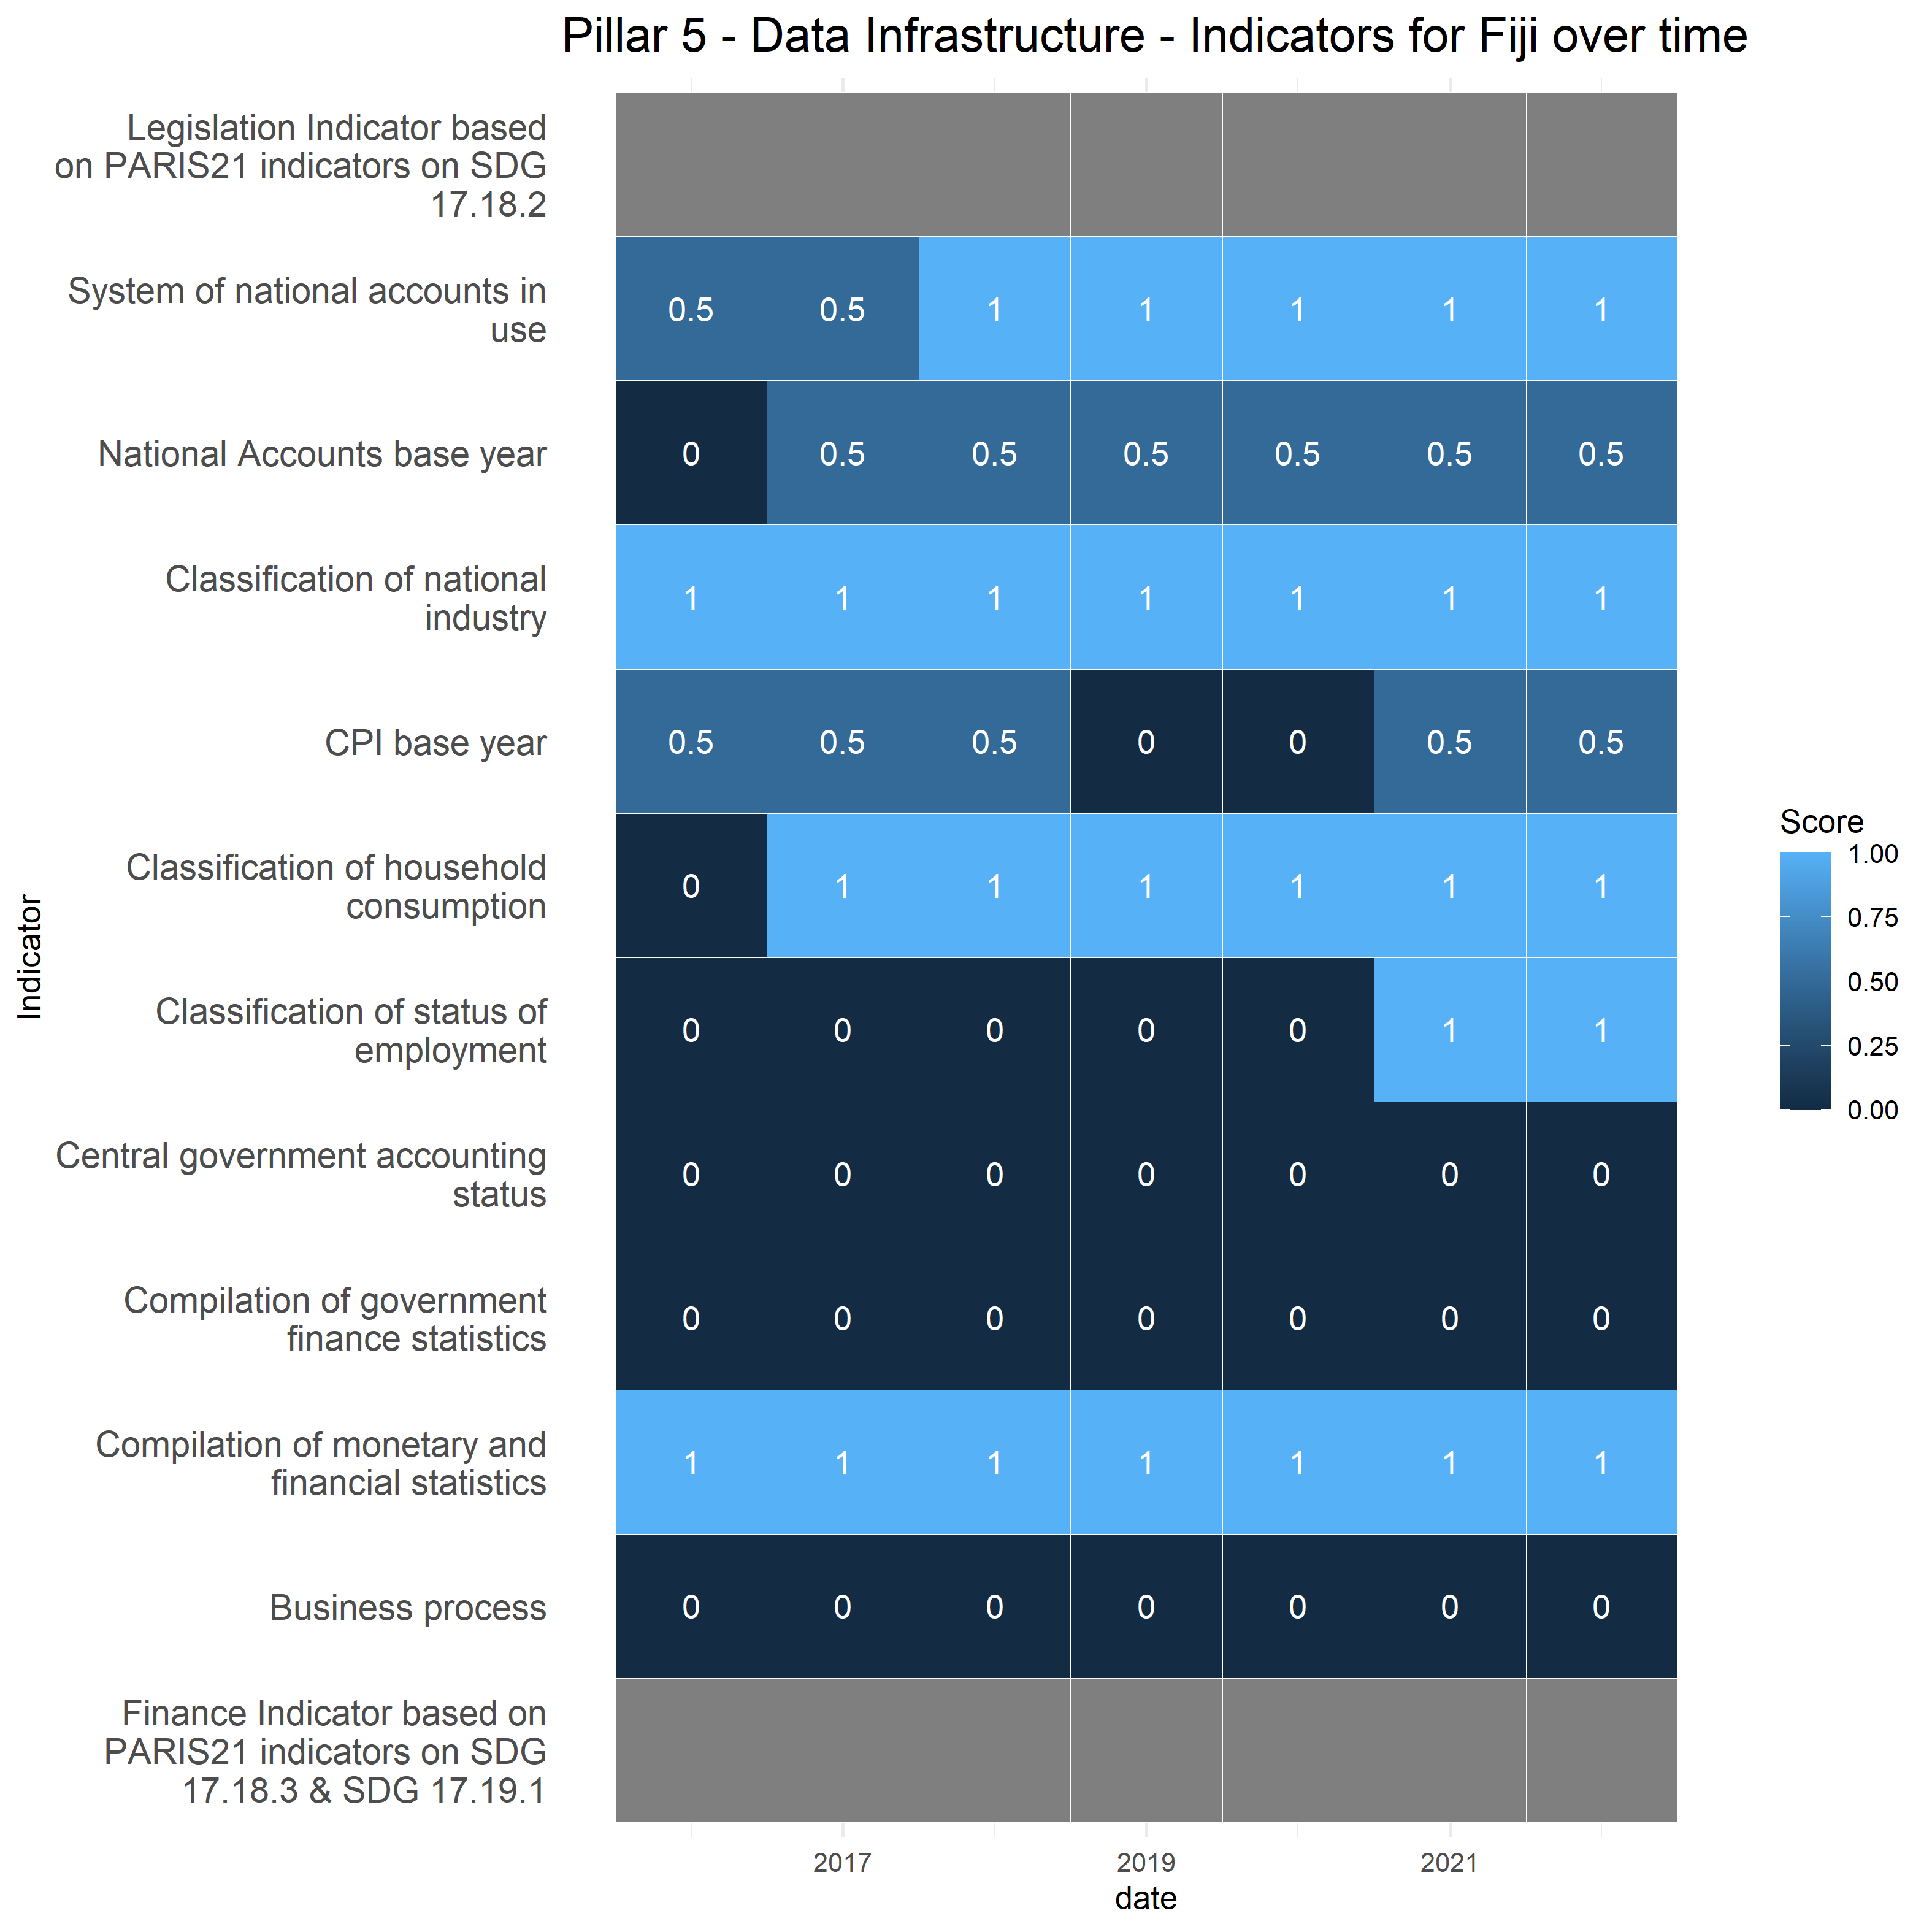 Pillar 5 - Data Infrastructure - Indicators for Fiji over time
Legislation Indicator based
on PARIS21 indicators on SDG
17.18.2
System of national accounts in
use
0.5 0.5 1 1 1 1 1
National Accounts base year
0 0.5 0.5 0.5 0.5 0.5 0.5
Classification of national
industry
1 1 1 1 1 1 1
CPI base year
0.5 0.5 0.5 0 0 0.5 0.5
Classification of household
consumption
0 1 1 1 1 1 1
Classification of status of
employment
0 0 0 0 0 1 1
Central government accounting
status
0 0 0 0 0 0 0
Compilation of government
finance statistics
0 0 0 0 0 0 0
Compilation of monetary and
financial statistics
1 1 1 1 1 1 1
Business process
0 0 0 0 0 0 0
Finance Indicator based on
PARIS21 indicators on SDG
17.18.3 & SDG 17.19.1
2017 2019 2021
date
Indicator
Score
1.00
0.75
0.50
0.25
0.00